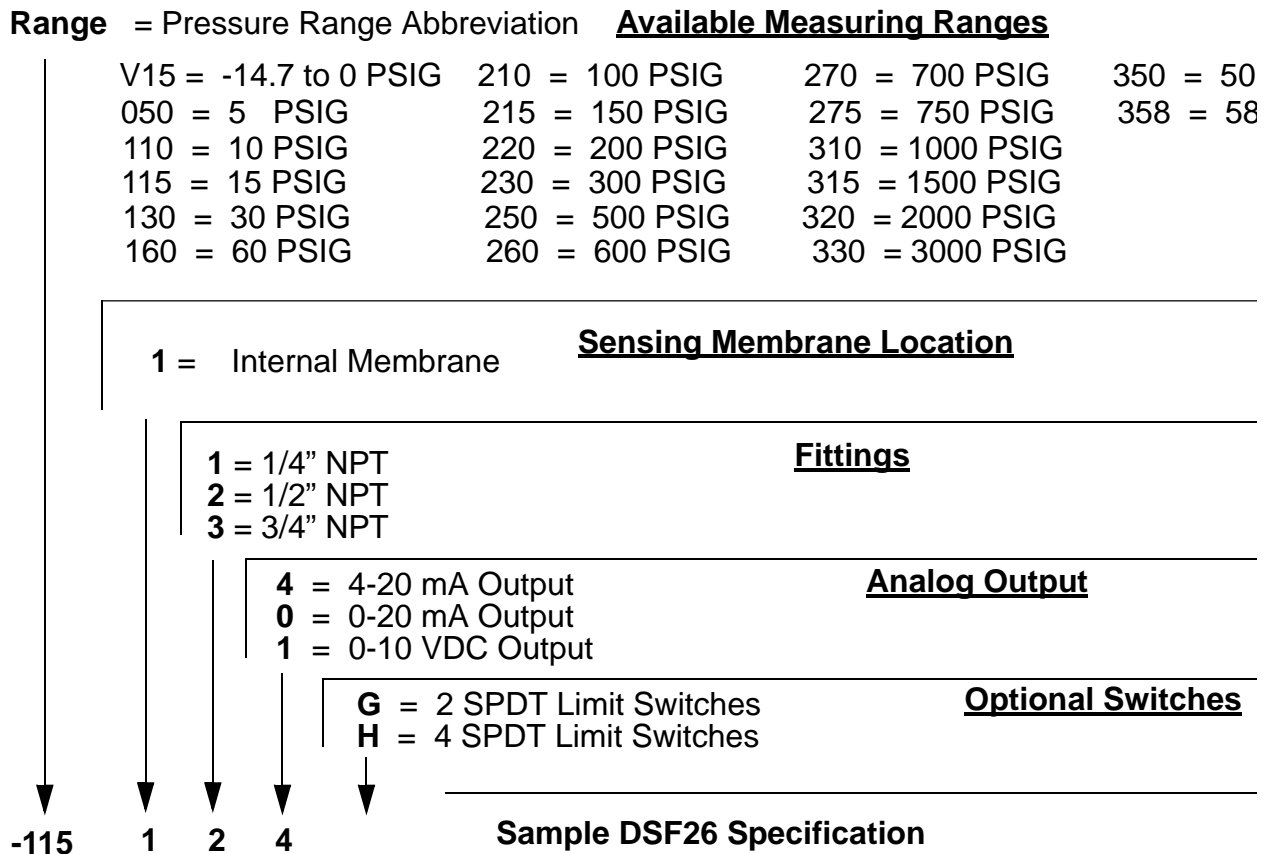 Range = Pressure Range Abbreviation Available Measuring Ranges
V15 = -14.7 to 0 PSIG 210 = 100 PSIG 270 = 700 PSIG 350 = 50
050 = 5 PSIG 215 = 150 PSIG 275 = 750 PSIG 358 = 58
110 = 10 PSIG 220 = 200 PSIG 310 = 1000 PSIG
115 = 15 PSIG 230 = 300 PSIG 315 = 1500 PSIG
130 = 30 PSIG 250 = 500 PSIG 320 = 2000 PSIG
160 = 60 PSIG 260 = 600 PSIG 330 = 3000 PSIG
Sensing Membrane Location
1 = Internal Membrane
Fittings
1 = 1/4” NPT
2 = 1/2” NPT
3 = 3/4” NPT
Analog Output
4 = 4-20 mA Output
0 = 0-20 mA Output
1 = 0-10 VDC Output
Optional Switches
G = 2 SPDT Limit Switches
H = 4 SPDT Limit Switches
-115 1 2 4 Sample DSF26 Specification